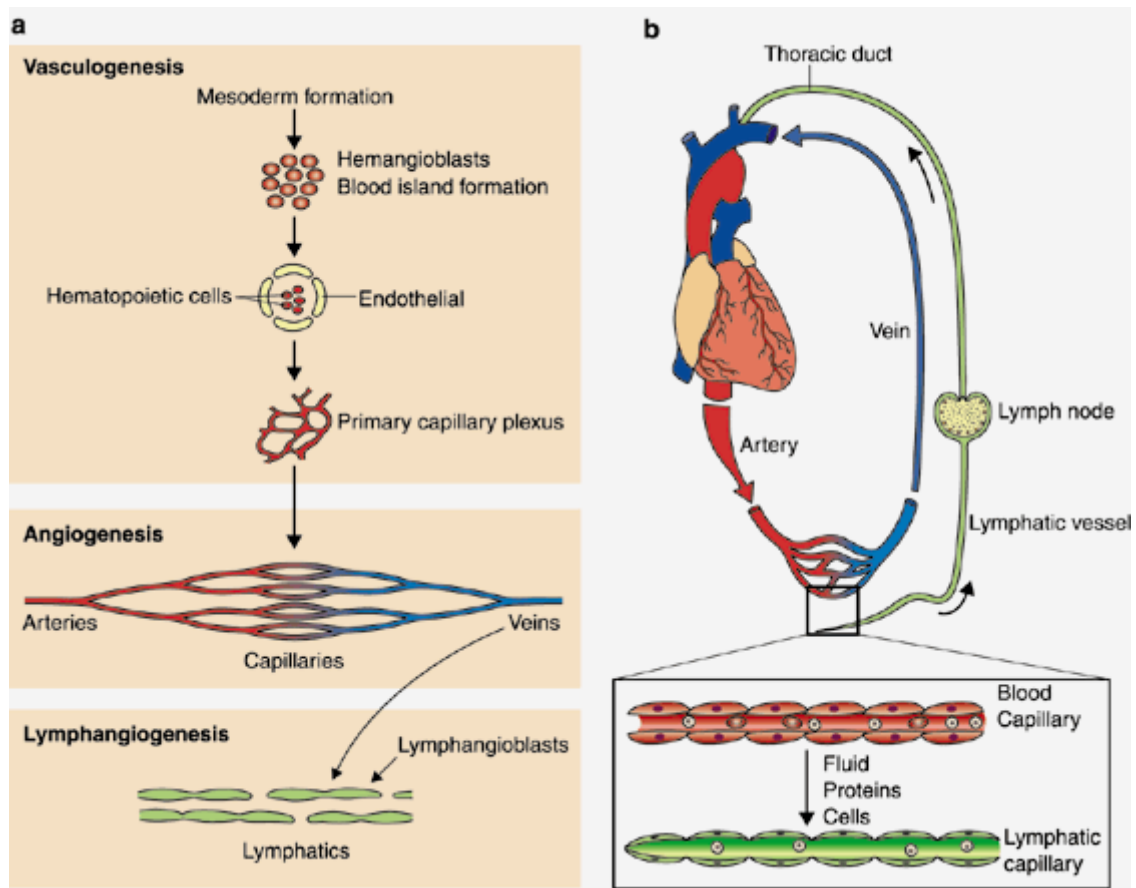 a
Vasculogenesis
Mesoderm formation
Hemangioblasts
Blood island formation
Hematopoietic cells
Endothelial
Primary capillary plexus
Angiogenesis
Arteries
Veins
Capillaries
Lymphangiogenesis
Lymphangioblasts
Lymphatics
b
Thoracic duct
Vein
Lymph node
Artery
Lymphatic vessel
Blood
Capillary
Fluid
Proteins
Cells
Lymphatic
capillary